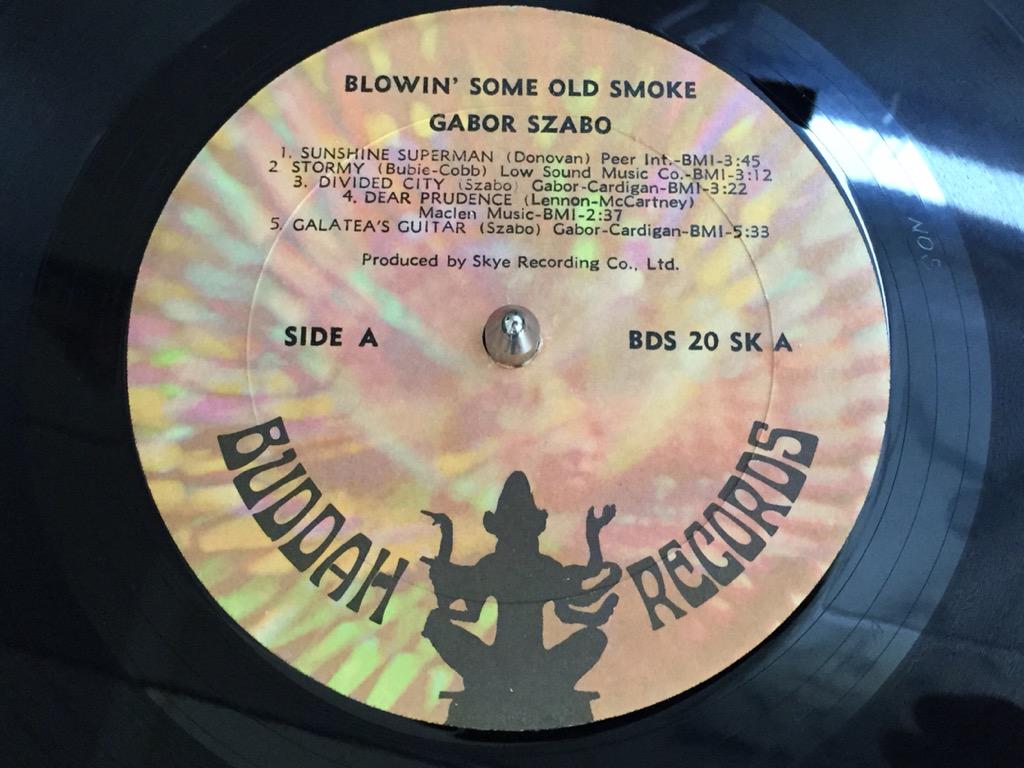 BLOWIN' SOME OLD SMOKE
GABOR SZABO
1. SUNSHINE SUPERMAN (Donovan) Peer Int.-BMI-3:45
2 STORMY (Bubie-Cobb) Low Sound Music Co.-BMI-3:12
3. DIVIDED CITY (Szabo) Gabor-Cardigan-BMI-3:22
4. DEAR PRUDENCE (Lennon-McCartney)
Maclen Music-BMI-2:37
5. GALATEA'S GUITAR (Szabo) Gabor-Cardigan-BMI-5:33
Produced by Skye Recording Co., Ltd.
SIDE A
BDS 20 SK A
BUDDAH RECORDS